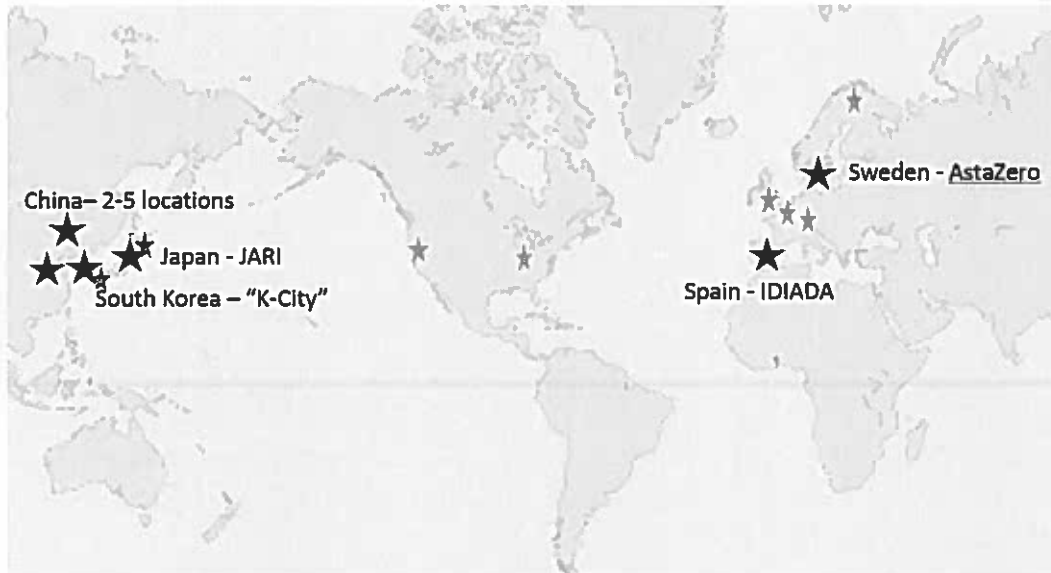 China– 2-5 locations
Japan - JARI
South Korea – “K-City”
Sweden - AstaZero
Spain - IDIADA